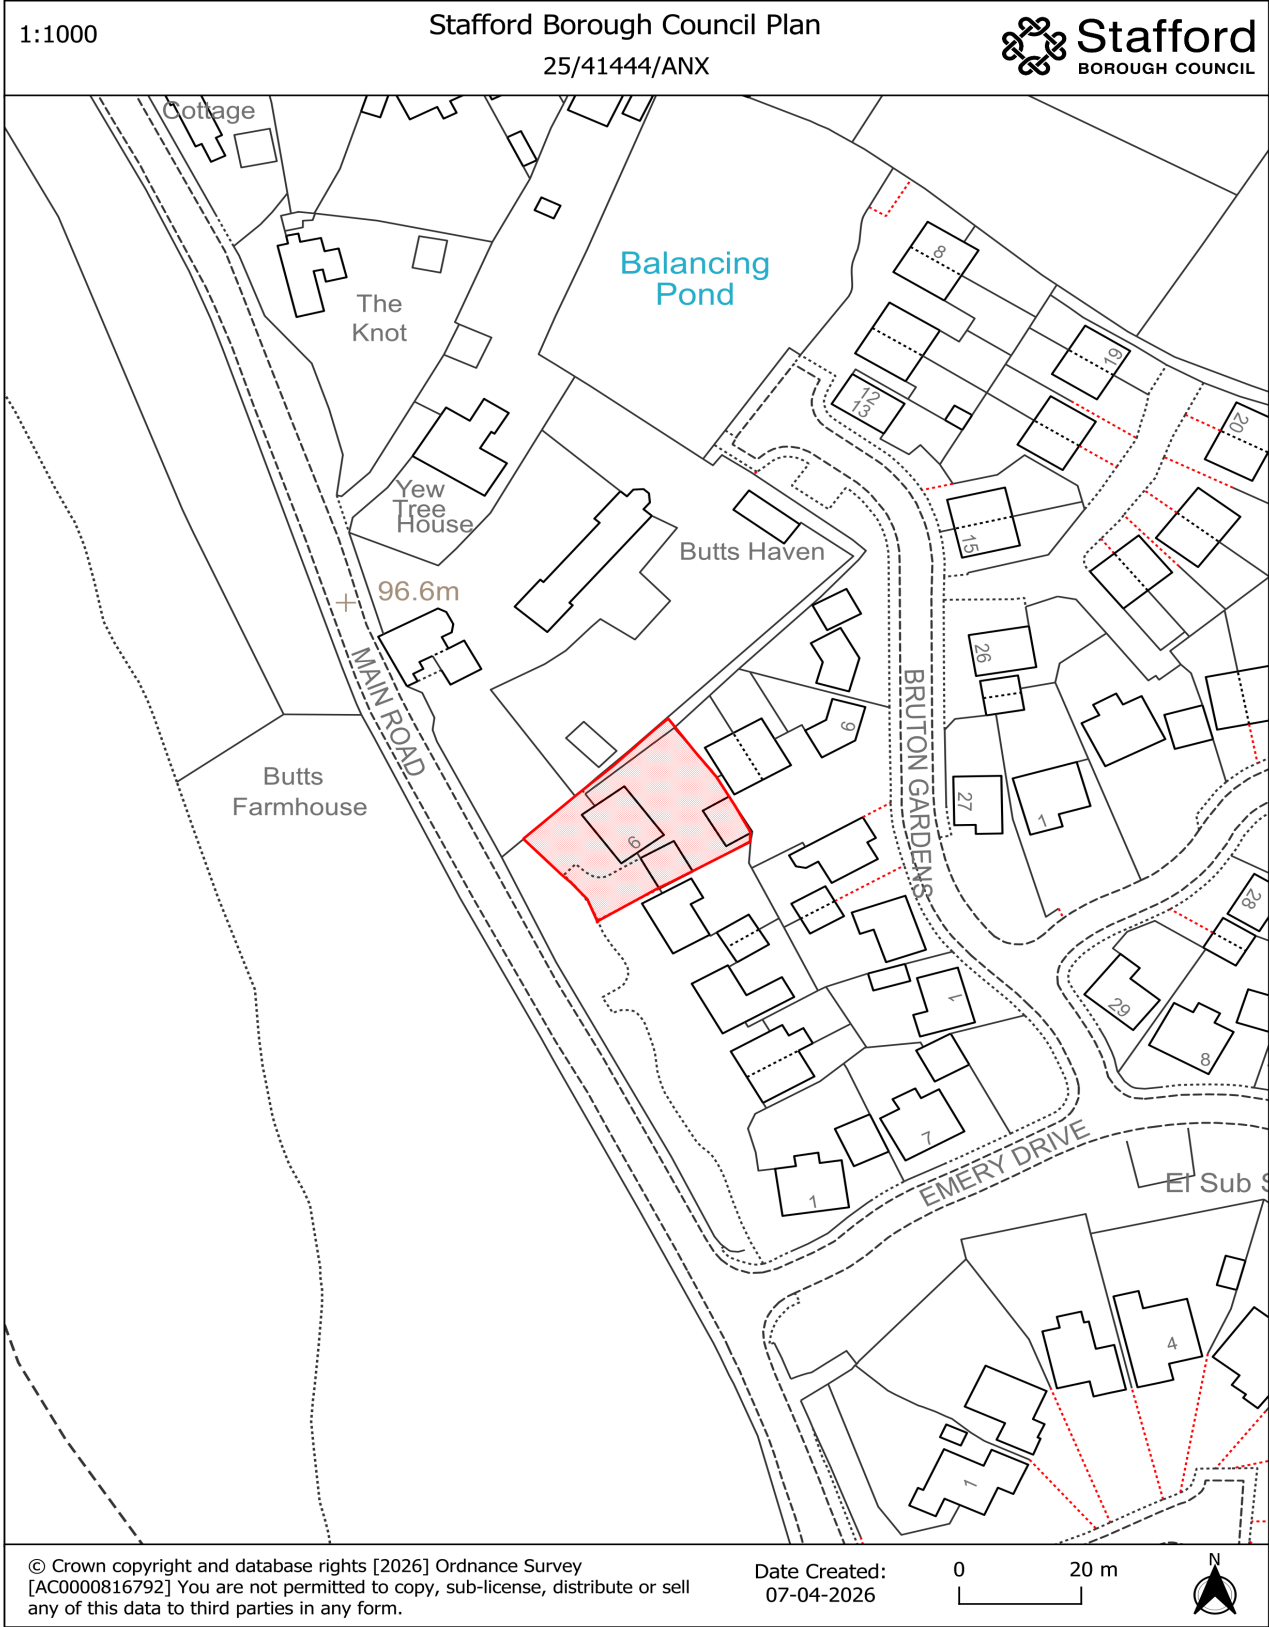 1:1000
Stafford Borough Council Plan
25/41444/ANX
Stafford
BOROUGH COUNCIL
Cottage
Balancing
Pond
8
The
Knot
19
12
13
20
Yew
Tree
House
15
Butts Haven
96.6m
26
MAIN ROAD
BRUTON GARDENS
9
Butts
Farmhouse
27
1
6
28
29
1
8
7
EMERY DRIVE
1
El Sub S
4
1
© Crown copyright and database rights [2026] Ordnance Survey
[AC0000816792] You are not permitted to copy, sub-license, distribute or sell
any of this data to third parties in any form.
Date Created:
07-04-2026
0 20 m
N